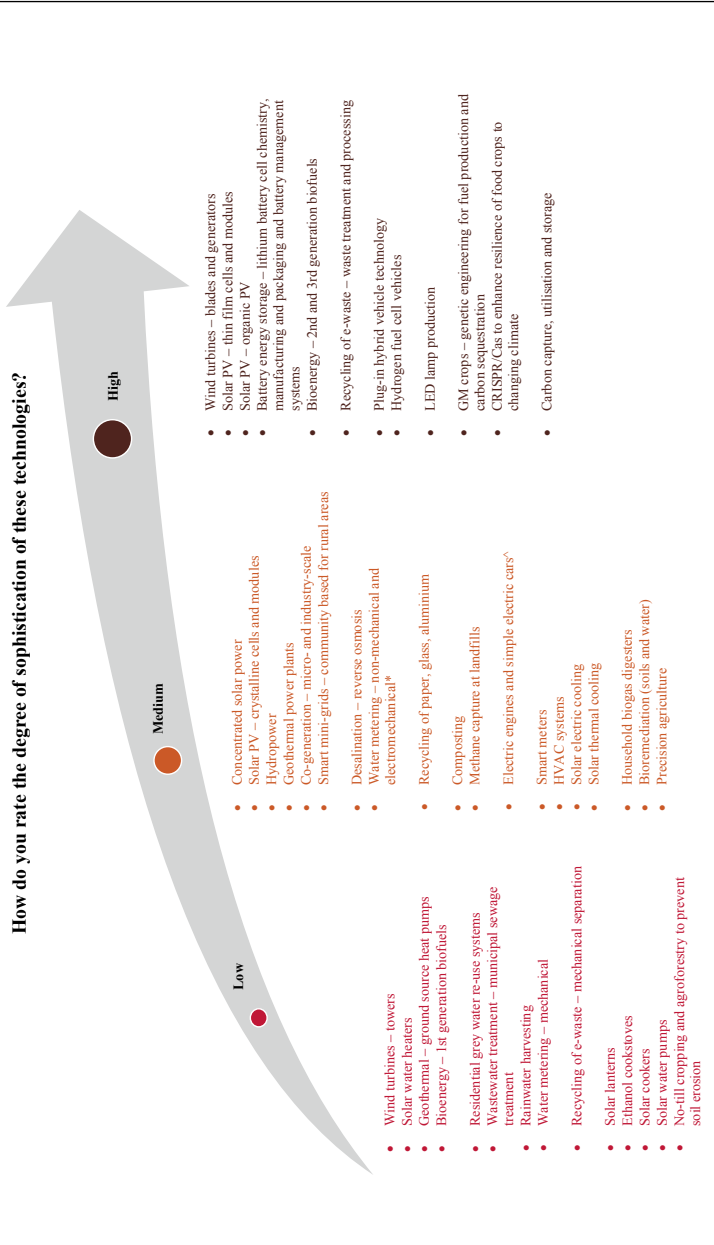 How do you rate the degree of sophistication of these technologies?
Low
• Wind turbines – towers
• Solar water heaters
• Geothermal – ground source heat pumps
• Bioenergy – 1st generation biofuels
• Residential grey water re-use systems
• Wastewater treatment – municipal sewage
treatment
• Rainwater harvesting
• Water metering – mechanical
• Recycling of e-waste – mechanical separation
• Solar lanterns
• Ethanol cookstoves
• Solar cookers
• Solar water pumps
• No-till cropping and agroforestry to prevent
soil erosion
Medium
• Concentrated solar power
• Solar PV – crystalline cells and modules
• Hydropower
• Geothermal power plants
• Co-generation – micro- and industry-scale
• Smart mini-grids – community based for rural areas
• Desalination – reverse osmosis
• Water metering – non-mechanical and
electromechanical*
• Recycling of paper, glass, aluminium
• Composting
• Methane capture at landfills
• Electric engines and simple electric cars^
• Smart meters
• HVAC systems
• Solar electric cooling
• Solar thermal cooling
• Household biogas digesters
• Bioremediation (soils and water)
• Precision agriculture
High
• Wind turbines – blades and generators
• Solar PV – thin film cells and modules
• Solar PV – organic PV
• Battery energy storage – lithium battery cell chemistry,
manufacturing and packaging and battery management
systems
• Bioenergy – 2nd and 3rd generation biofuels
• Recycling of e-waste – waste treatment and processing
• Plug-in hybrid vehicle technology
• Hydrogen fuel cell vehicles
• LED lamp production
• GM crops – genetic engineering for fuel production and
carbon sequestration
• CRISPR/Cas to enhance resilience of food crops to
changing climate
• Carbon capture, utilisation and storage